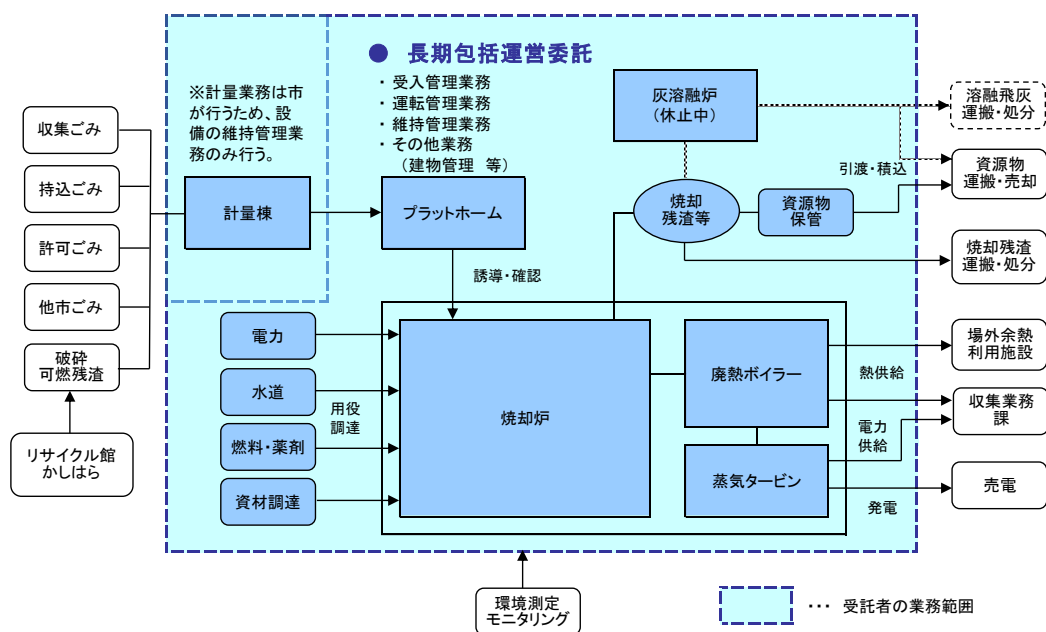 ● 長期包括運営委託
・ 受入管理業務
・ 運転管理業務
・ 維持管理業務
・ その他業務
（建物管理 等）
※計量業務は市
が行うため、設
備の維持管理業
務のみ行う。
収集ごみ
持込ごみ
許可ごみ
他市ごみ
破砕
可燃残渣
リサイクル館
かしはら
計量棟
プラットホーム
誘導・確認
灰溶融炉
（休止中）
焼却
残渣等
資源物
保管
引渡・積込
溶融飛灰
運搬・処分
資源物
運搬・売却
焼却残渣
運搬・処分
電力
水道
燃料・薬剤
資材調達
用役
調達
焼却炉
廃熱ボイラー
蒸気タービン
熱供給
電力
供給
発電
場外余熱
利用施設
収集業務
課
売電
環境測定
モニタリング
… 受託者の業務範囲